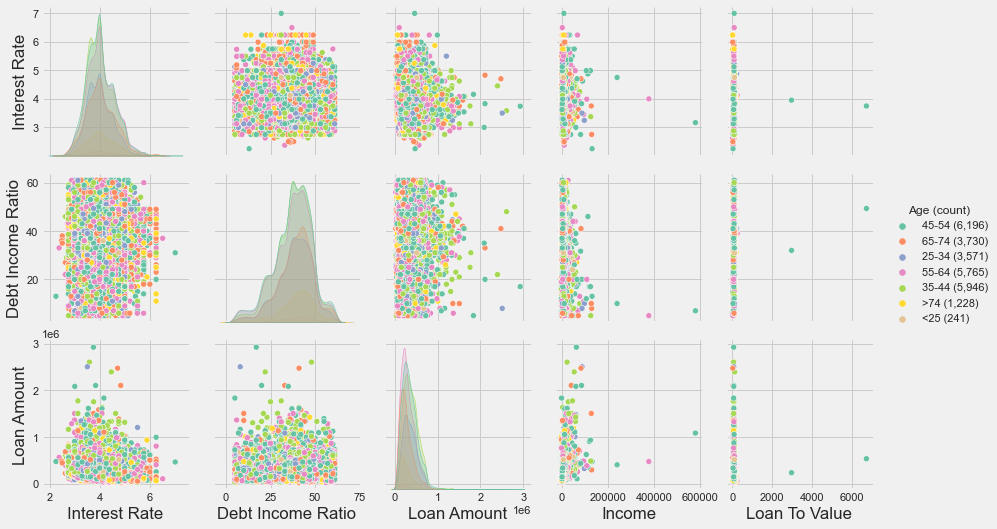 Interest Rate
7
6
5
4
3
Debt Income Ratio
60
40
20
1e6
Loan Amount
3
2
1
0
2 4 6
Interest Rate
0 25 50 75
Debt Income Ratio
0 1 2 3
1e6
Loan Amount
0 200000 400000 600000
Income
0 2000 4000 6000
Loan To Value
Age (count)
45-54 (6,196)
65-74 (3,730)
25-34 (3,571)
55-64 (5,765)
35-44 (5,946)
>74 (1,228)
<25 (241)